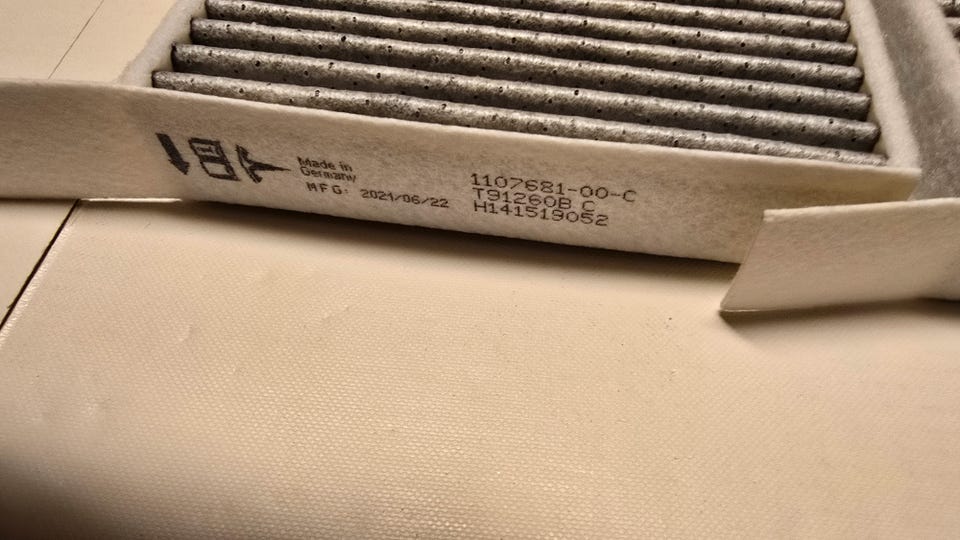 Made in
Germany
MFG: 2021/06/22
1107681-00-C
T91260B C
H141519052